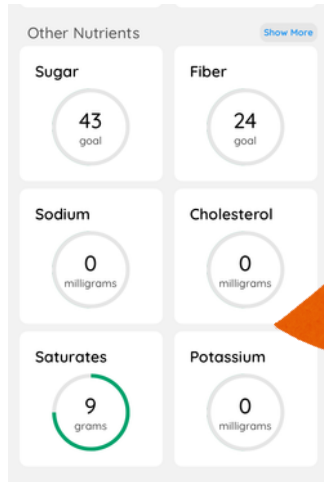 Other Nutrients Show More
Sugar Fiber
43 24
goal goal
Sodium Cholesterol
0 0
milligrams milligrams
Saturates Potassium
9 0
grams milligrams